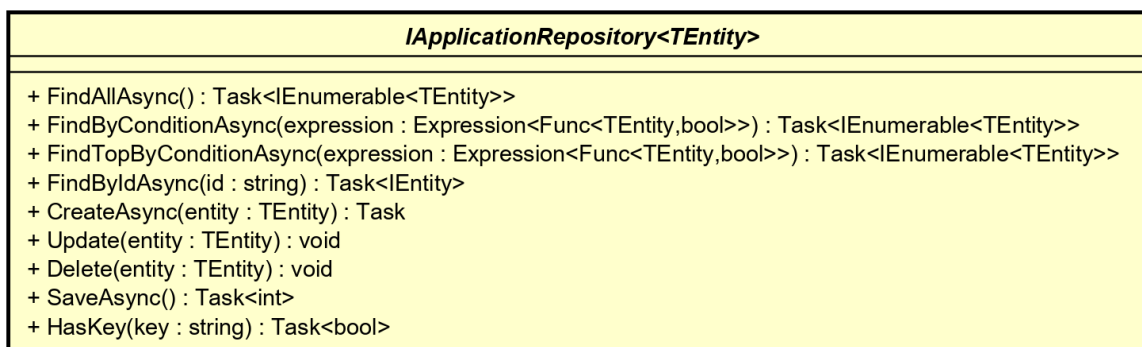 IApplicationRepository<TEntity>
+ FindAllAsync() : Task<IEnumerable<TEntity>>
+ FindByConditionAsync(expression : Expression<Func<TEntity,bool>>) : Task<IEnumerable<TEntity>>
+ FindTopByConditionAsync(expression : Expression<Func<TEntity,bool>>) : Task<IEnumerable<TEntity>>
+ FindByIdAsync(id : string) : Task<IEntity>
+ CreateAsync(entity : TEntity) : Task
+ Update(entity : TEntity) : void
+ Delete(entity : TEntity) : void
+ SaveAsync() : Task<int>
+ HasKey(key : string) : Task<bool>